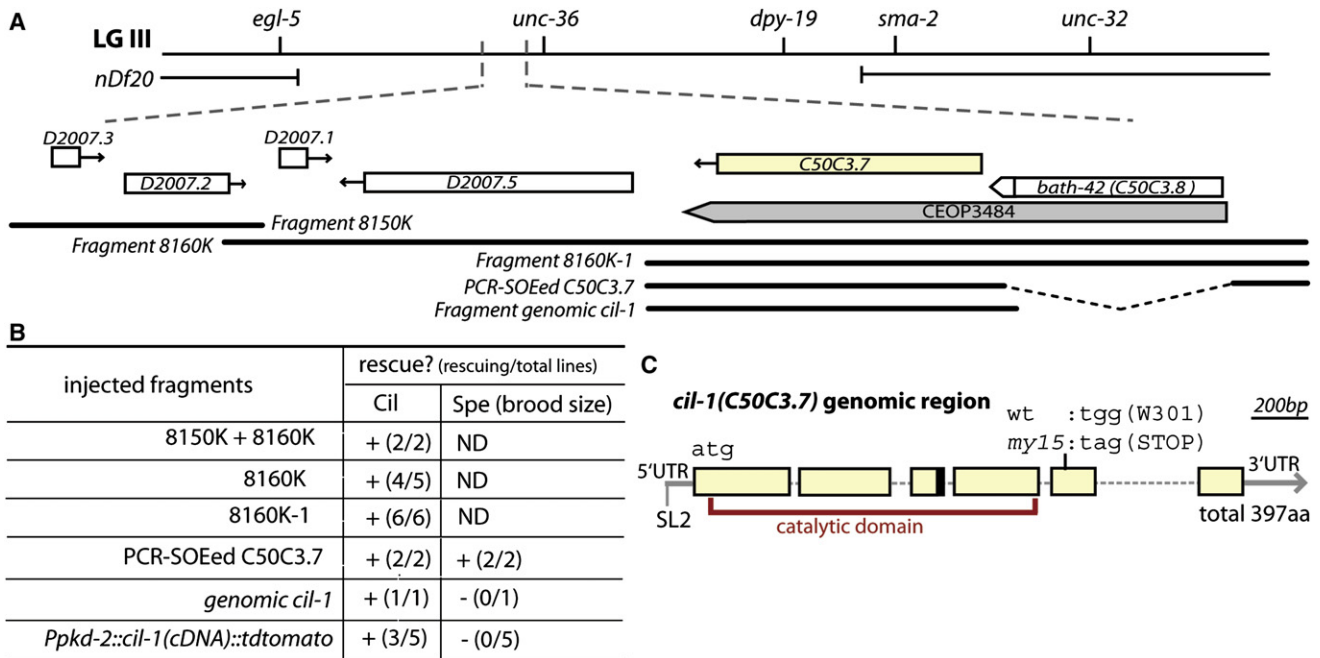 A
egl-5
unc-36
dpy-19
sma-2
unc-32
LG III
nDf20
D2007.3
D2007.1
D2007.2
D2007.5
C50C3.7
bath-42 (C50C3.8 )
CEOP3484
Fragment 8150K
Fragment 8160K
Fragment 8160K-1
PCR-SOEed C50C3.7
Fragment genomic cil-1
B
injected fragments
rescue? (rescuing/total lines)
Cil
Spe (brood size)
8150K + 8160K + (2/2) ND
8160K + (4/5) ND
8160K-1 + (6/6) ND
PCR-SOEed C50C3.7 + (2/2) + (2/2)
genomic cil-1 + (1/1) - (0/1)
Ppkd-2::cil-1(cDNA)::tdtomato + (3/5) - (0/5)
C
cil-1(C50C3.7) genomic region
wt :tgg(W301)
my15:tag(STOP)
200bp
atg
5'UTR
3'UTR
SL2
catalytic domain
total 397aa